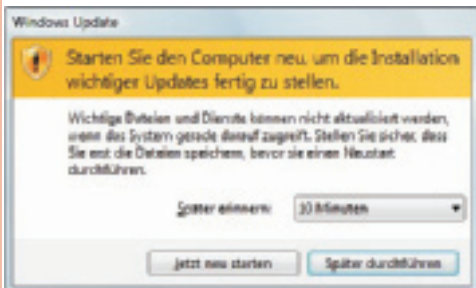 Windows Update
Starten Sie den Computer neu, um die Installation
wichtiger Updates fertig zu stellen.
Wichtige Dateien und Dienste können nicht aktualisiert werden,
wenn das System gerade darauf zugreift. Stellen Sie sicher, dass
Sie erst die Dateien speichern, bevor sie einen Neustart
durchführen.
Später erinnern: 10 Minuten
Jetzt neu starten Später durchführen